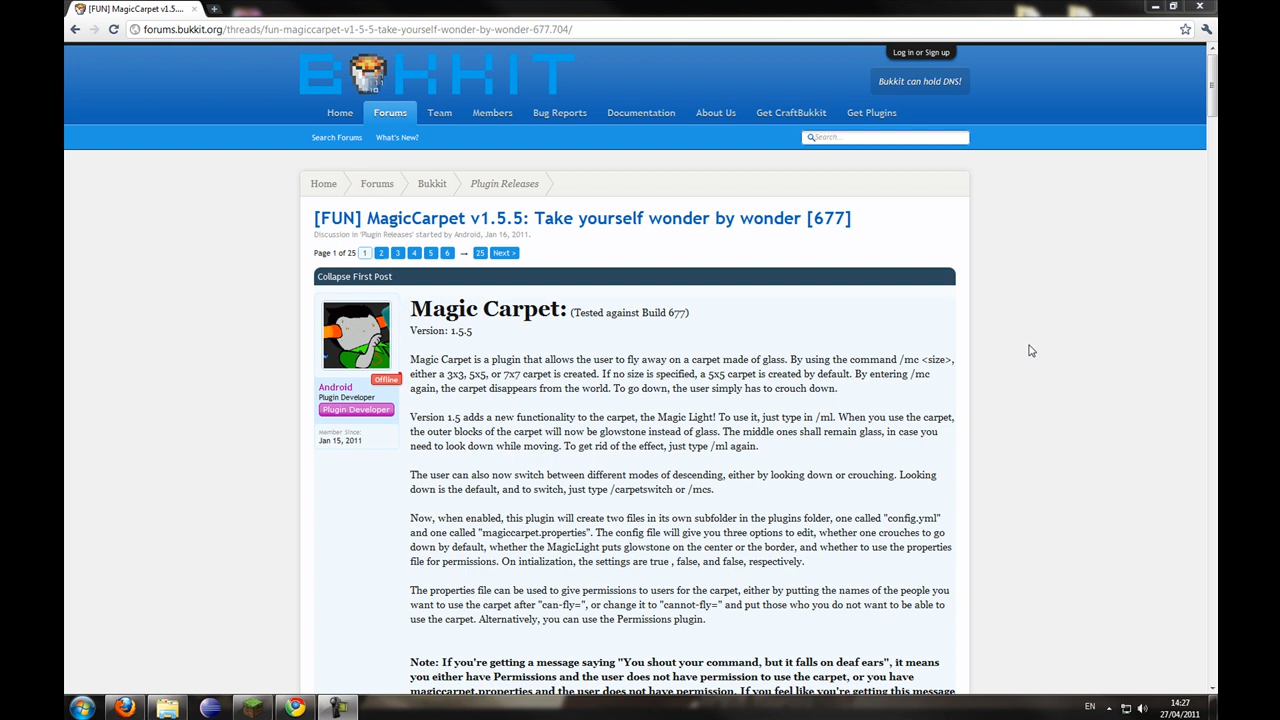 [FUN] MagicCarpet v1.5....
forums.bukkit.org/threads/fun-magiccarpet-v1-5-5-take-yourself-wonder-by-wonder-677.704/
Log in or Sign up
BUKKIT
Bukkit can hold DNS!
Home Forums Team Members Bug Reports Documentation About Us Get CraftBukkit Get Plugins
Search Forums What's New?
Search...
Home Forums Bukkit Plugin Releases
[FUN] MagicCarpet v1.5.5: Take yourself wonder by wonder [677]
Discussion in 'Plugin Releases' started by Android, Jan 16, 2011.
Page 1 of 25 1 2 3 4 5 6 → 25 Next >
Collapse First Post
Magic Carpet: (Tested against Build 677)
Version: 1.5.5
Magic Carpet is a plugin that allows the user to fly away on a carpet made of glass. By using the command /mc <size>,
either a 3x3, 5x5, or 7x7 carpet is created. If no size is specified, a 5x5 carpet is created by default. By entering /mc
again, the carpet disappears from the world. To go down, the user simply has to crouch down.
Offline
Android
Plugin Developer
Plugin Developer
Member Since:
Jan 15, 2011
Version 1.5 adds a new functionality to the carpet, the Magic Light! To use it, just type in /ml. When you use the carpet,
the outer blocks of the carpet will now be glowstone instead of glass. The middle ones shall remain glass, in case you
need to look down while moving. To get rid of the effect, just type /ml again.
The user can also now switch between different modes of descending, either by looking down or crouching. Looking
down is the default, and to switch, just type /carpetswitch or /mcs.
Now, when enabled, this plugin will create two files in its own subfolder in the plugins folder, one called "config.yml"
and one called "magiccarpet.properties". The config file will give you three options to edit, whether one crouches to go
down by default, whether the MagicLight puts glowstone on the center or the border, and whether to use the properties
file for permissions. On intialization, the settings are true , false, and false, respectively.
The properties file can be used to give permissions to users for the carpet, either by putting the names of the people you
want to use the carpet after "can-fly=", or change it to "cannot-fly=" and put those who you do not want to be able to
use the carpet. Alternatively, you can use the Permissions plugin.
Note: If you're getting a message saying "You shout your command, but it falls on deaf ears", it means
you either have Permissions and the user does not have permission to use the carpet, or you have
magiccarpet.properties and the user does not have permission. If you feel like you're getting this message
EN
14:27
27/04/2011